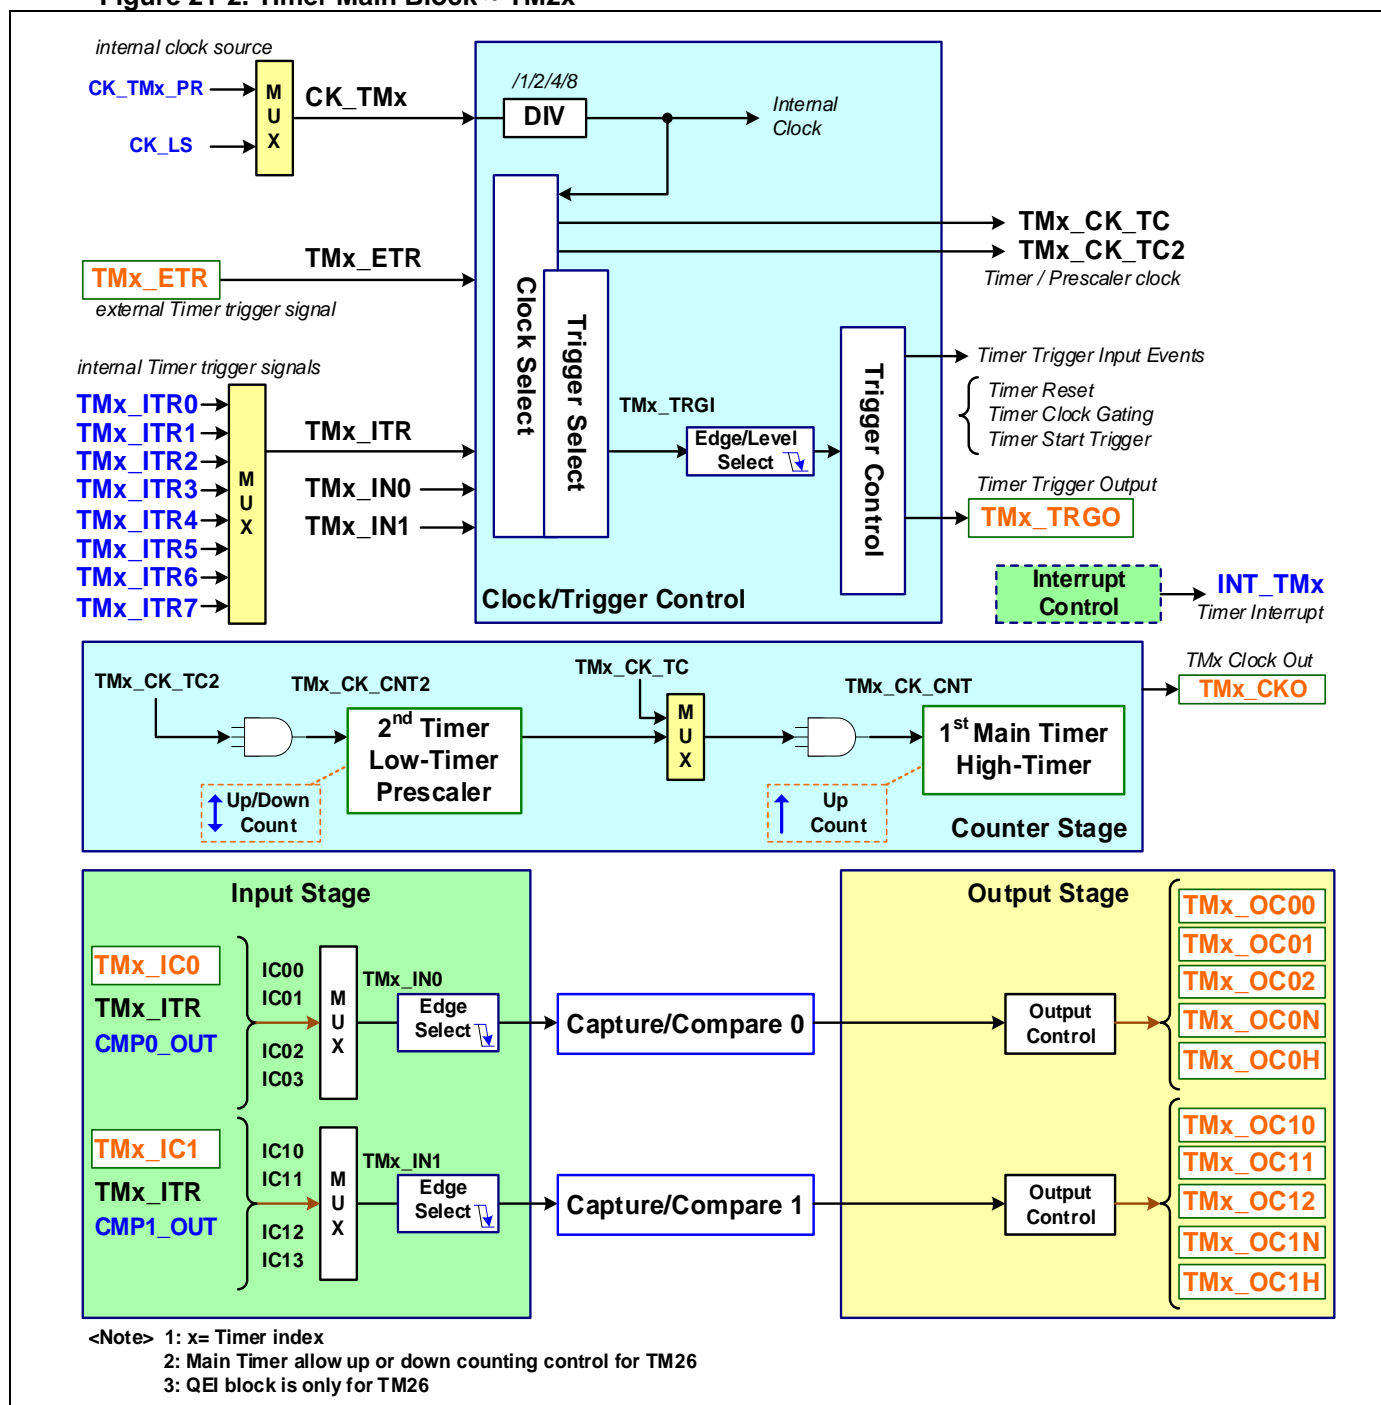 Figure 21-2. Timer Main Block ~ TM2x
internal clock source
CK_TMx_PR
CK_LS
MUX
CK_TMx
/1/2/4/8
DIV
Internal
Clock
TMx_CK_TC
TMx_CK_TC2
Timer / Prescaler clock
TMx_ETR
TMx_ETR
external Timer trigger signal
Clock Select
Trigger Select
internal Timer trigger signals
TMx_ITR0
TMx_ITR1
TMx_ITR2
TMx_ITR3
TMx_ITR4
TMx_ITR5
TMx_ITR6
TMx_ITR7
MUX
TMx_ITR
TMx_IN0
TMx_IN1
TMx_TRGI
Edge/Level
Select
Trigger Control
Timer Trigger Input Events
Timer Reset
Timer Clock Gating
Timer Start Trigger
Timer Trigger Output
TMx_TRGO
Clock/Trigger Control
Interrupt
Control
INT_TMx
Timer Interrupt
TMx_CK_TC2
TMx_CK_CNT2
2nd Timer
Low-Timer
Prescaler
Up/Down
Count
TMx_CK_TC
MUX
TMx_CK_CNT
1st Main Timer
High-Timer
Up
Count
Counter Stage
TMx Clock Out
TMx_CKO
Input Stage
TMx_IC0
TMx_ITR
CMP0_OUT
IC00
IC01
IC02
IC03
MUX
TMx_IN0
Edge
Select
Capture/Compare 0
TMx_IC1
TMx_ITR
CMP1_OUT
IC10
IC11
IC12
IC13
MUX
TMx_IN1
Edge
Select
Capture/Compare 1
Output Stage
Output
Control
TMx_OC00
TMx_OC01
TMx_OC02
TMx_OC0N
TMx_OC0H
Output
Control
TMx_OC10
TMx_OC11
TMx_OC12
TMx_OC1N
TMx_OC1H
<Note> 1: x= Timer index
2: Main Timer allow up or down counting control for TM26
3: QEI block is only for TM26